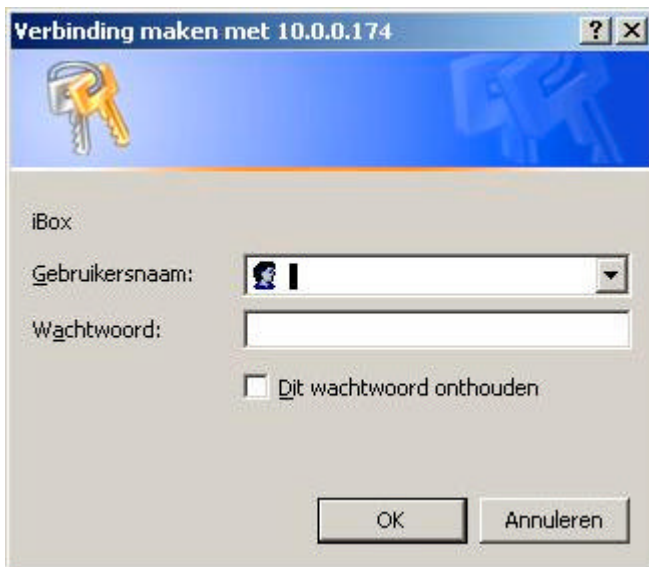 Verbinding maken met 10.0.0.174
iBox
Gebruikersnaam:
Wachtwoord:
Dit wachtwoord onthouden
OK Annuleren